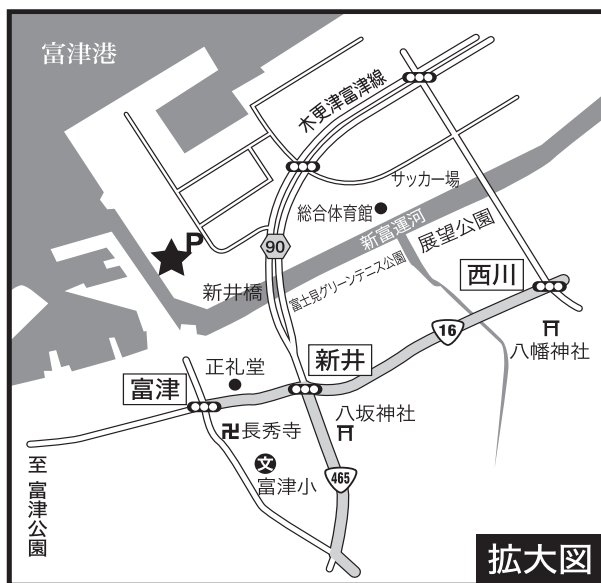 富津港
木更津富津線
サッカー場
総合体育館
P
90
新富運河
展望公園
新井橋
富士見グリーンテニス公園
西川
16
八幡神社
正礼堂
新井
富津
八坂神社
卍長秀寺
文
富津小
465
至 富津公園
拡大図